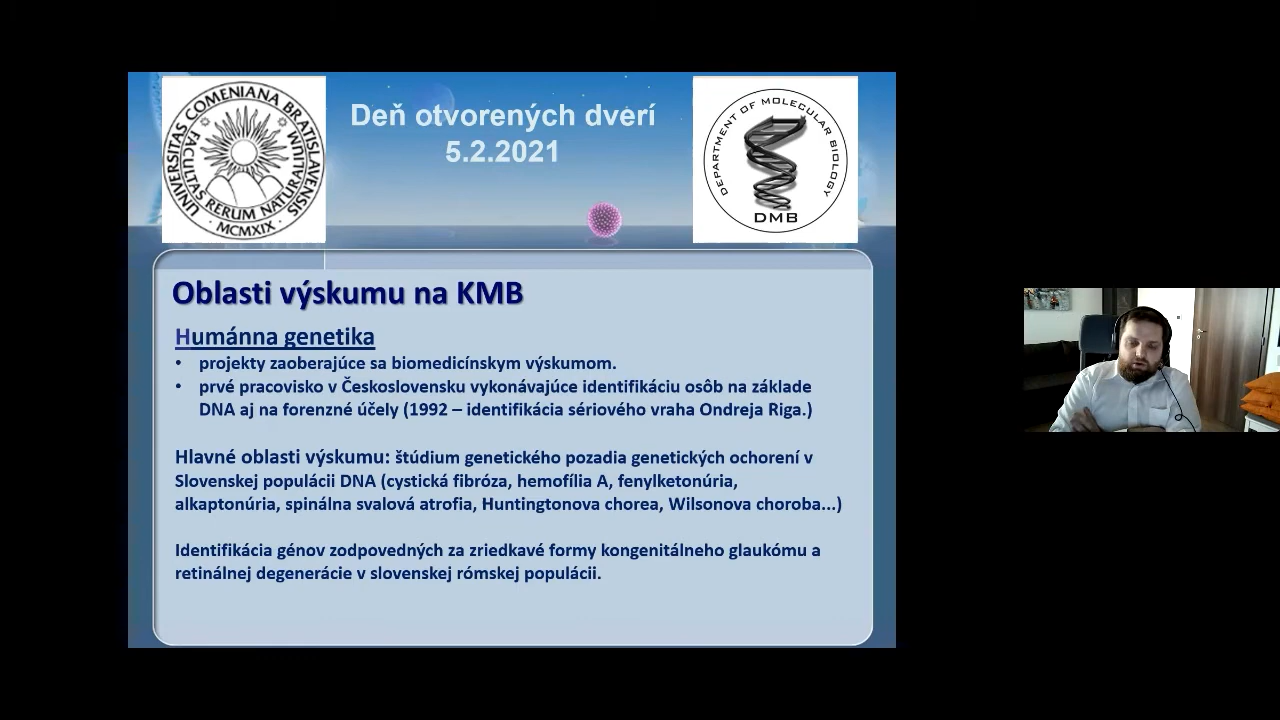 UNIVERSITAS COMENIANA BRATISLAVENSIS
FACULTAS RERUM NATURALIUM
· MCMXIX ·
Deň otvorených dverí
5.2.2021
DEPARTMENT OF MOLECULAR BIOLOGY
DMB
Oblasti výskumu na KMB
Humánna genetika
• projekty zaoberajúce sa biomedicínskym výskumom.
• prvé pracovisko v Československu vykonávajúce identifikáciu osôb na základe
DNA aj na forenzné účely (1992 – identifikácia sériového vraha Ondreja Riga.)
Hlavné oblasti výskumu: štúdium genetického pozadia genetických ochorení v
Slovenskej populácii DNA (cystická fibróza, hemofília A, fenylketonúria,
alkaptonúria, spinálna svalová atrofia, Huntingtonova chorea, Wilsonova choroba...)
Identifikácia génov zodpovedných za zriedkavé formy kongenitálneho glaukómu a
retinálnej degenerácie v slovenskej rómskej populácii.